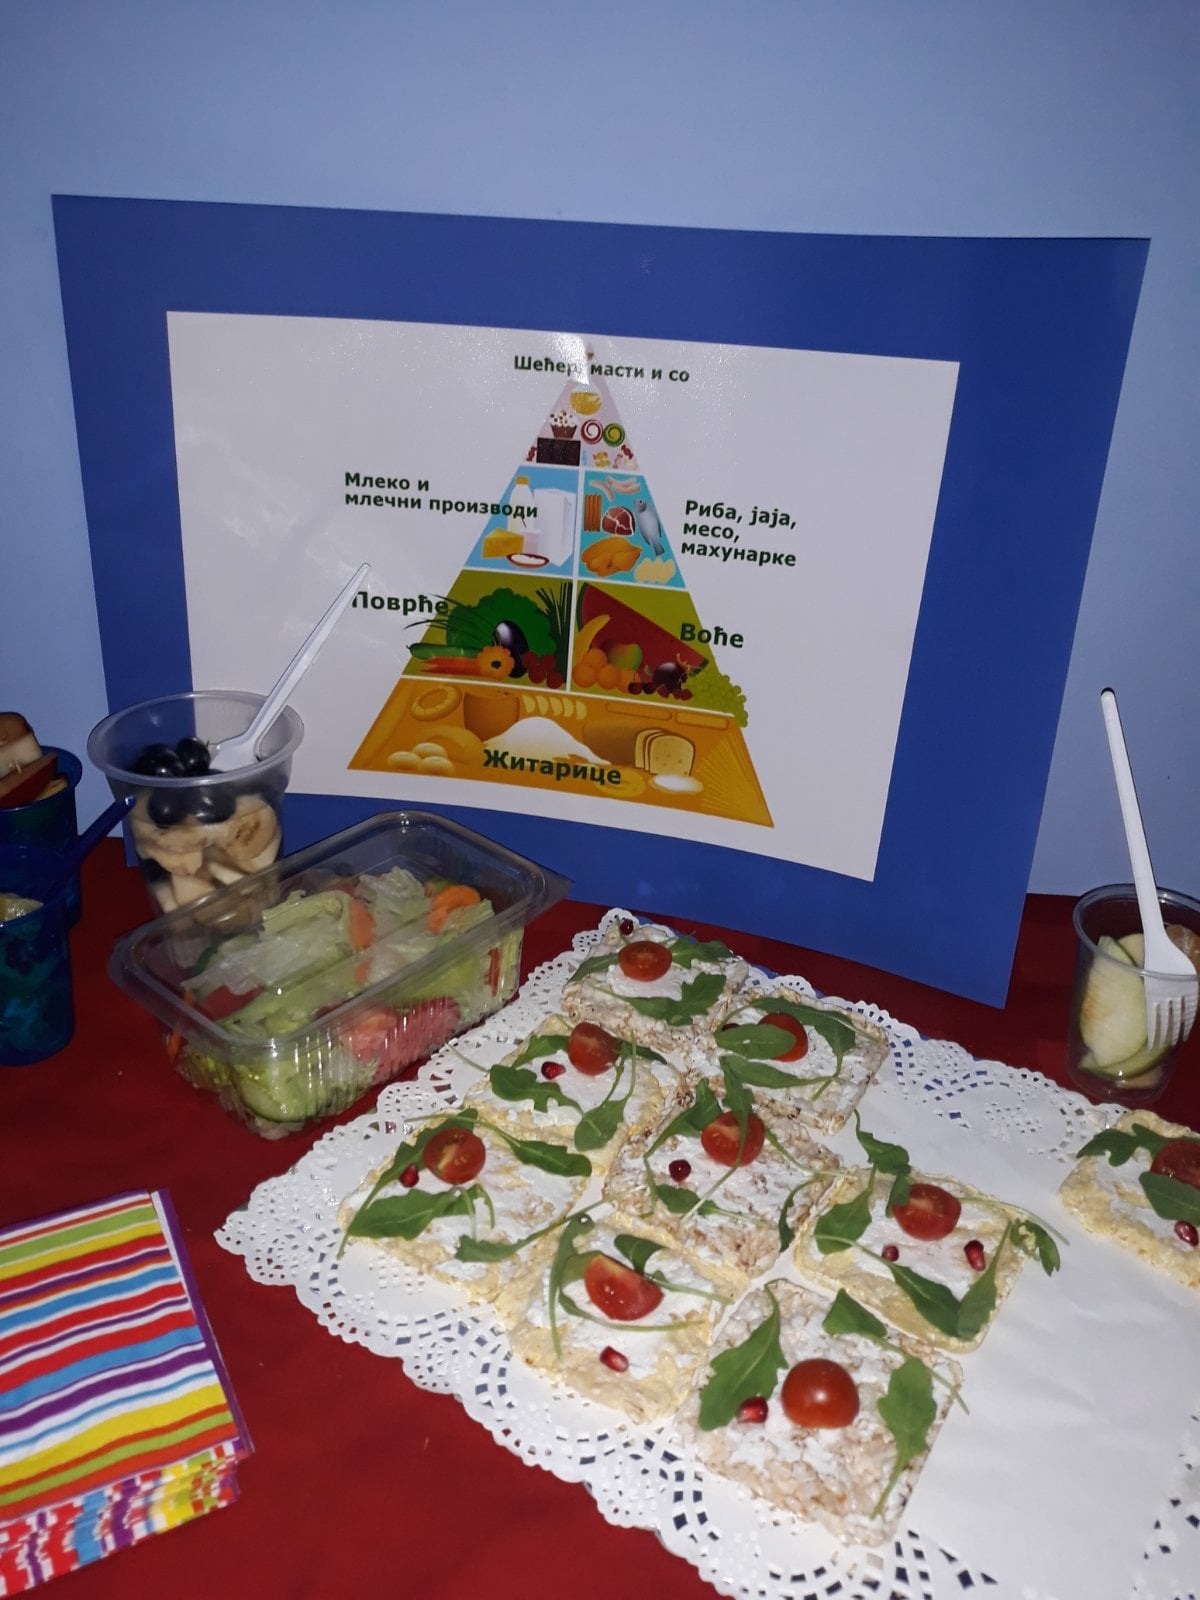 Шећер, масти и со
Млеко и
млечни производи
Риба, јаја,
месо,
махунарке
Поврће
Воће
Житарице